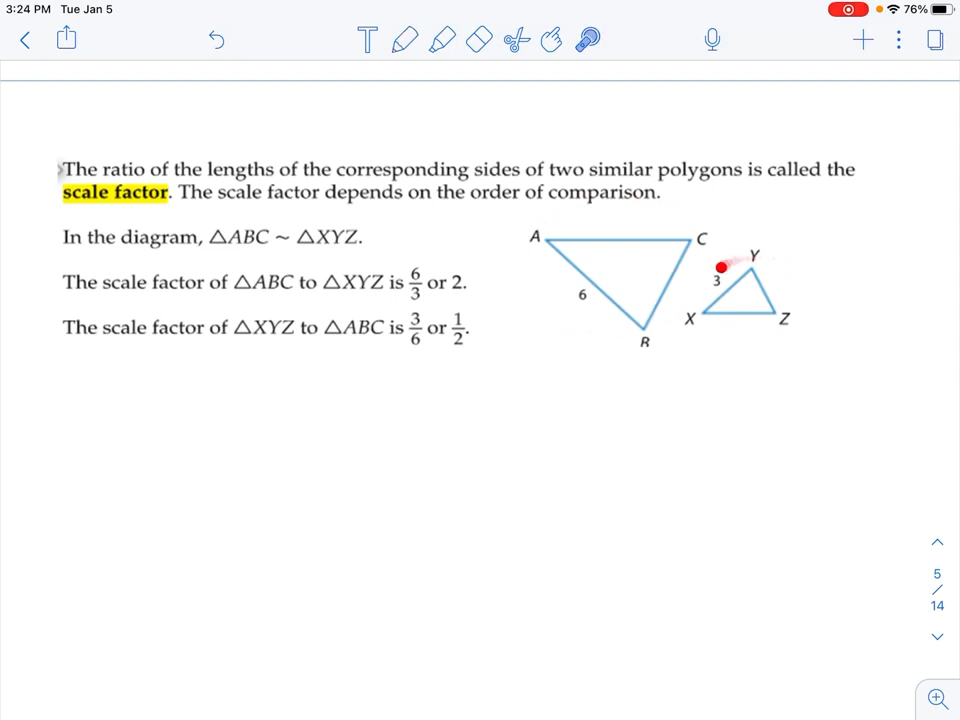 3:24 PM Tue Jan 5
76%
The ratio of the lengths of the corresponding sides of two similar polygons is called the
scale factor. The scale factor depends on the order of comparison.
In the diagram, △ABC ~ △XYZ.
The scale factor of △ABC to △XYZ is 6/3 or 2.
The scale factor of △XYZ to △ABC is 3/6 or 1/2.
A
C
6
B
Y
3
X
Z
T
5
/
14